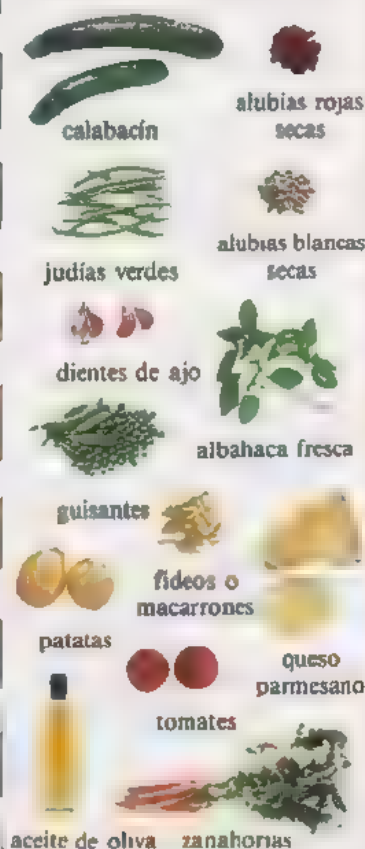 calabacín
alubias rojas
secas
judías verdes
alubias blancas
secas
dientes de ajo
albahaca fresca
guisantes
fideos o
macarrones
patatas
queso
parmesano
tomates
aceite de oliva
zanahorias